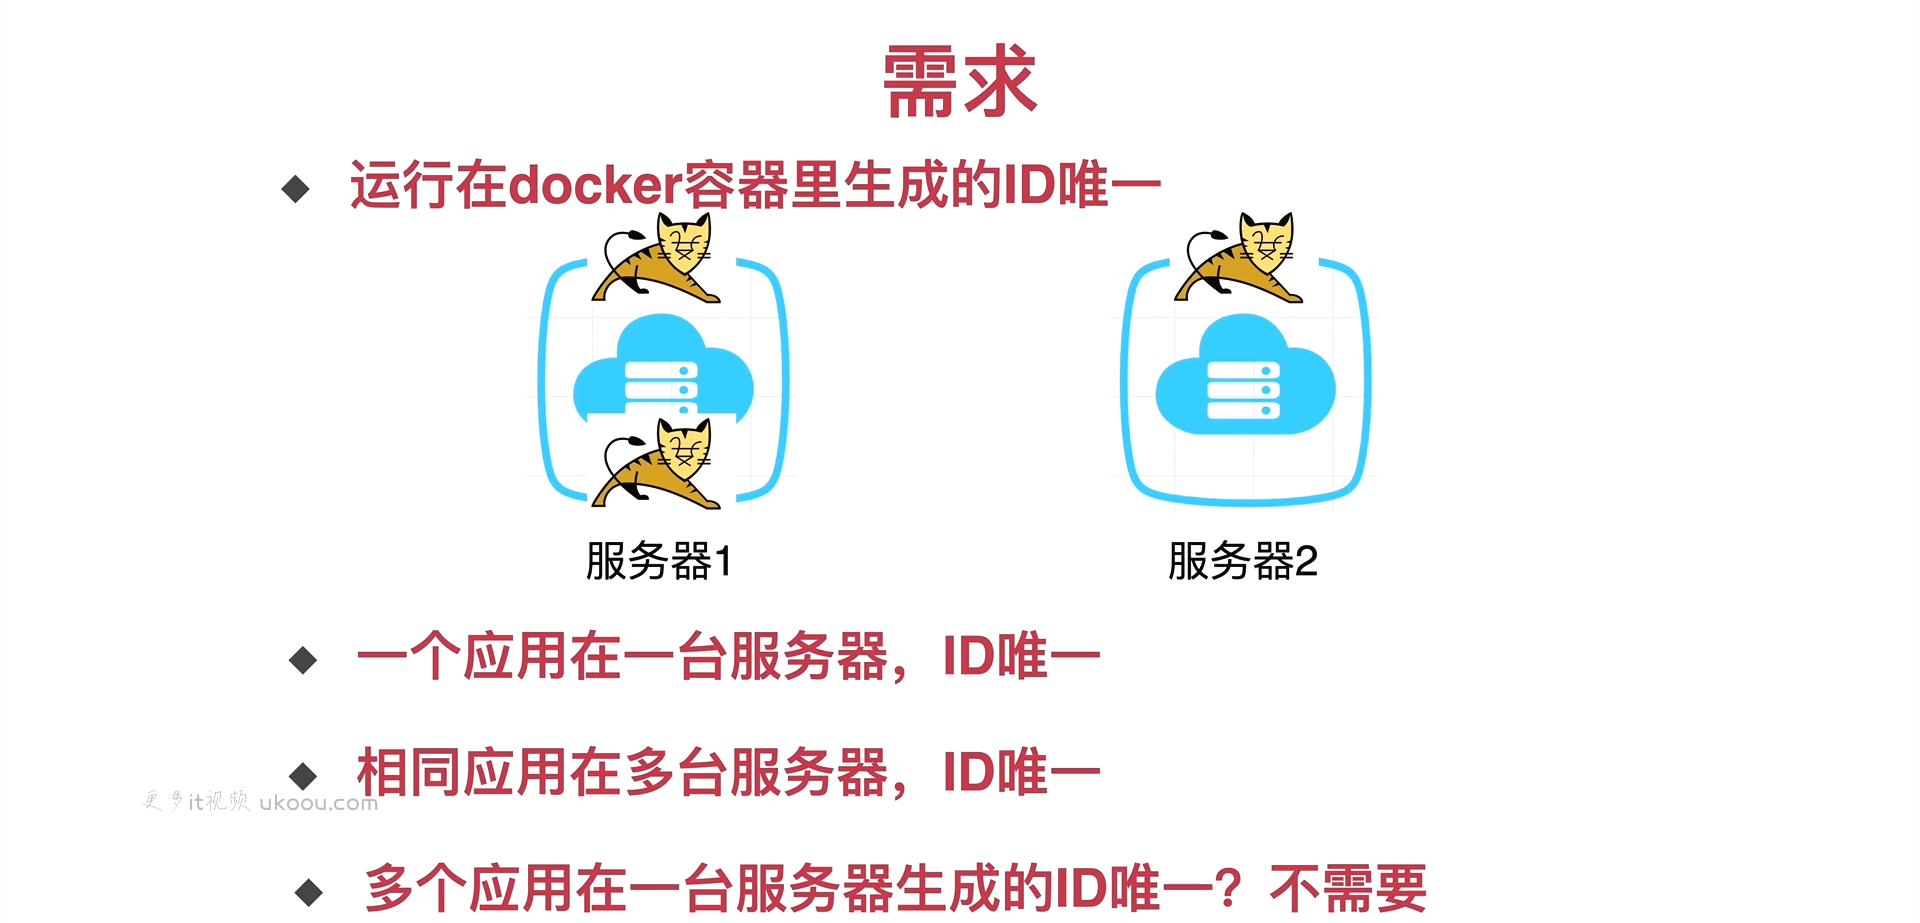 需求
运行在docker容器里生成的ID唯一
服务器1
服务器2
一个应用在一台服务器，ID唯一
相同应用在多台服务器，ID唯一
更多it视频 ukoou.com
多个应用在一台服务器生成的ID唯一？不需要